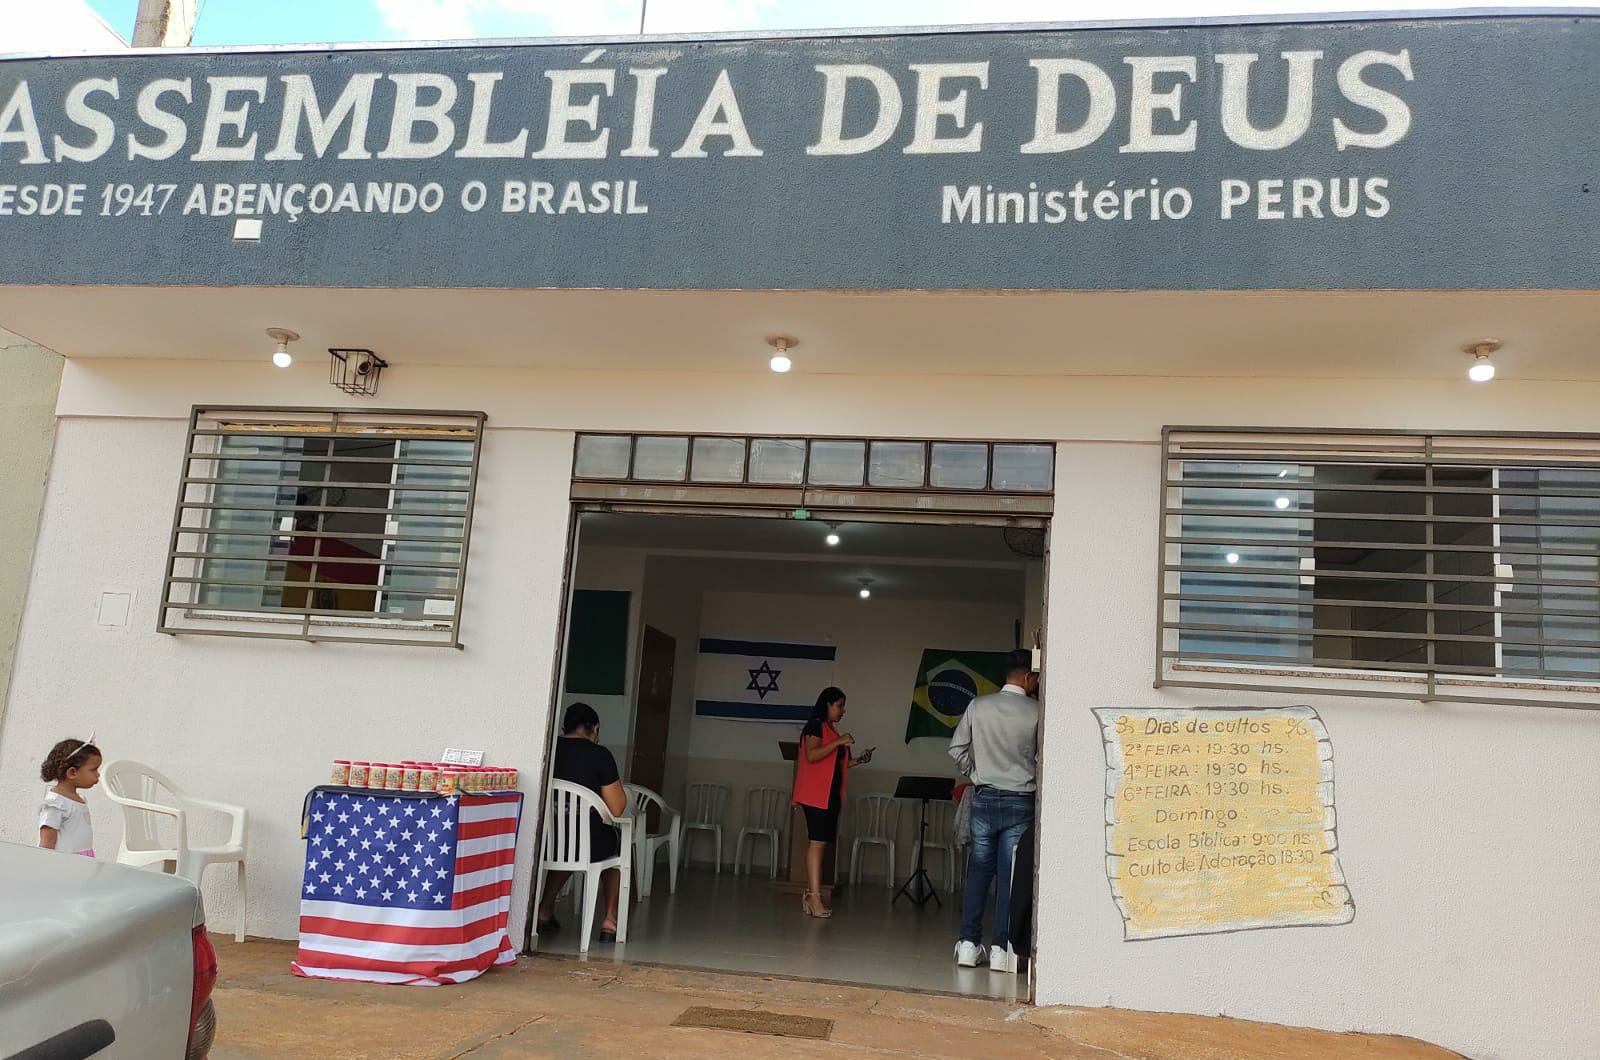 ASSEMBLÉIA DE DEUS
ESDE 1947 ABENÇOANDO O BRASIL
Ministério PERUS
Dias de cultos
2ª FEIRA: 19:30 hs.
4ª FEIRA: 19:30 hs.
6ª FEIRA: 19:30 hs.
Domingo
Escola Bíblica: 9:00 hs
Culto de Adoração 18:30